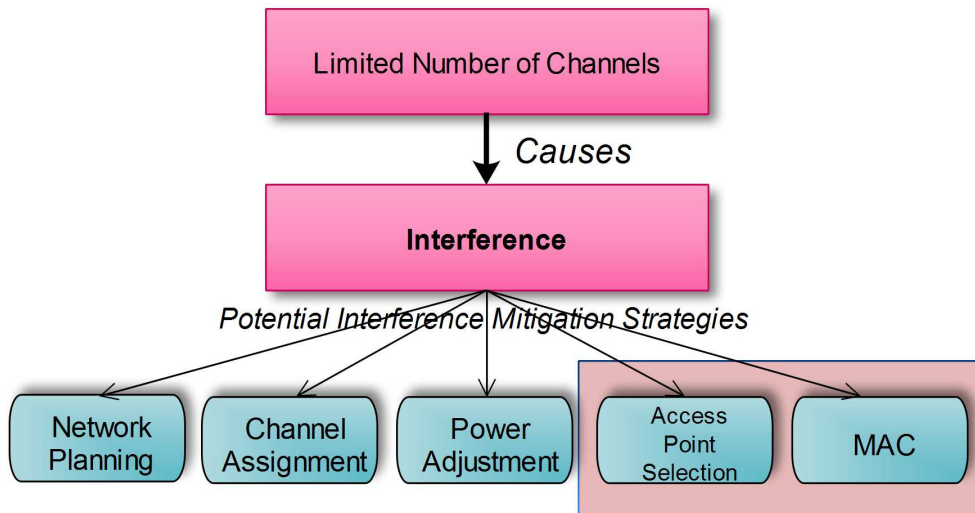 Limited Number of Channels
Causes
Interference
Potential Interference Mitigation Strategies
Network
Planning
Channel
Assignment
Power
Adjustment
Access
Point
Selection
MAC